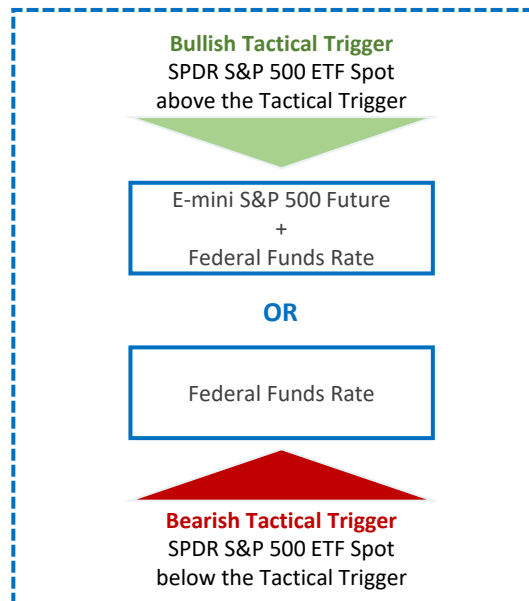 Bullish Tactical Trigger
SPDR S&P 500 ETF Spot
above the Tactical Trigger
E-mini S&P 500 Future
+
Federal Funds Rate
OR
Federal Funds Rate
Bearish Tactical Trigger
SPDR S&P 500 ETF Spot
below the Tactical Trigger